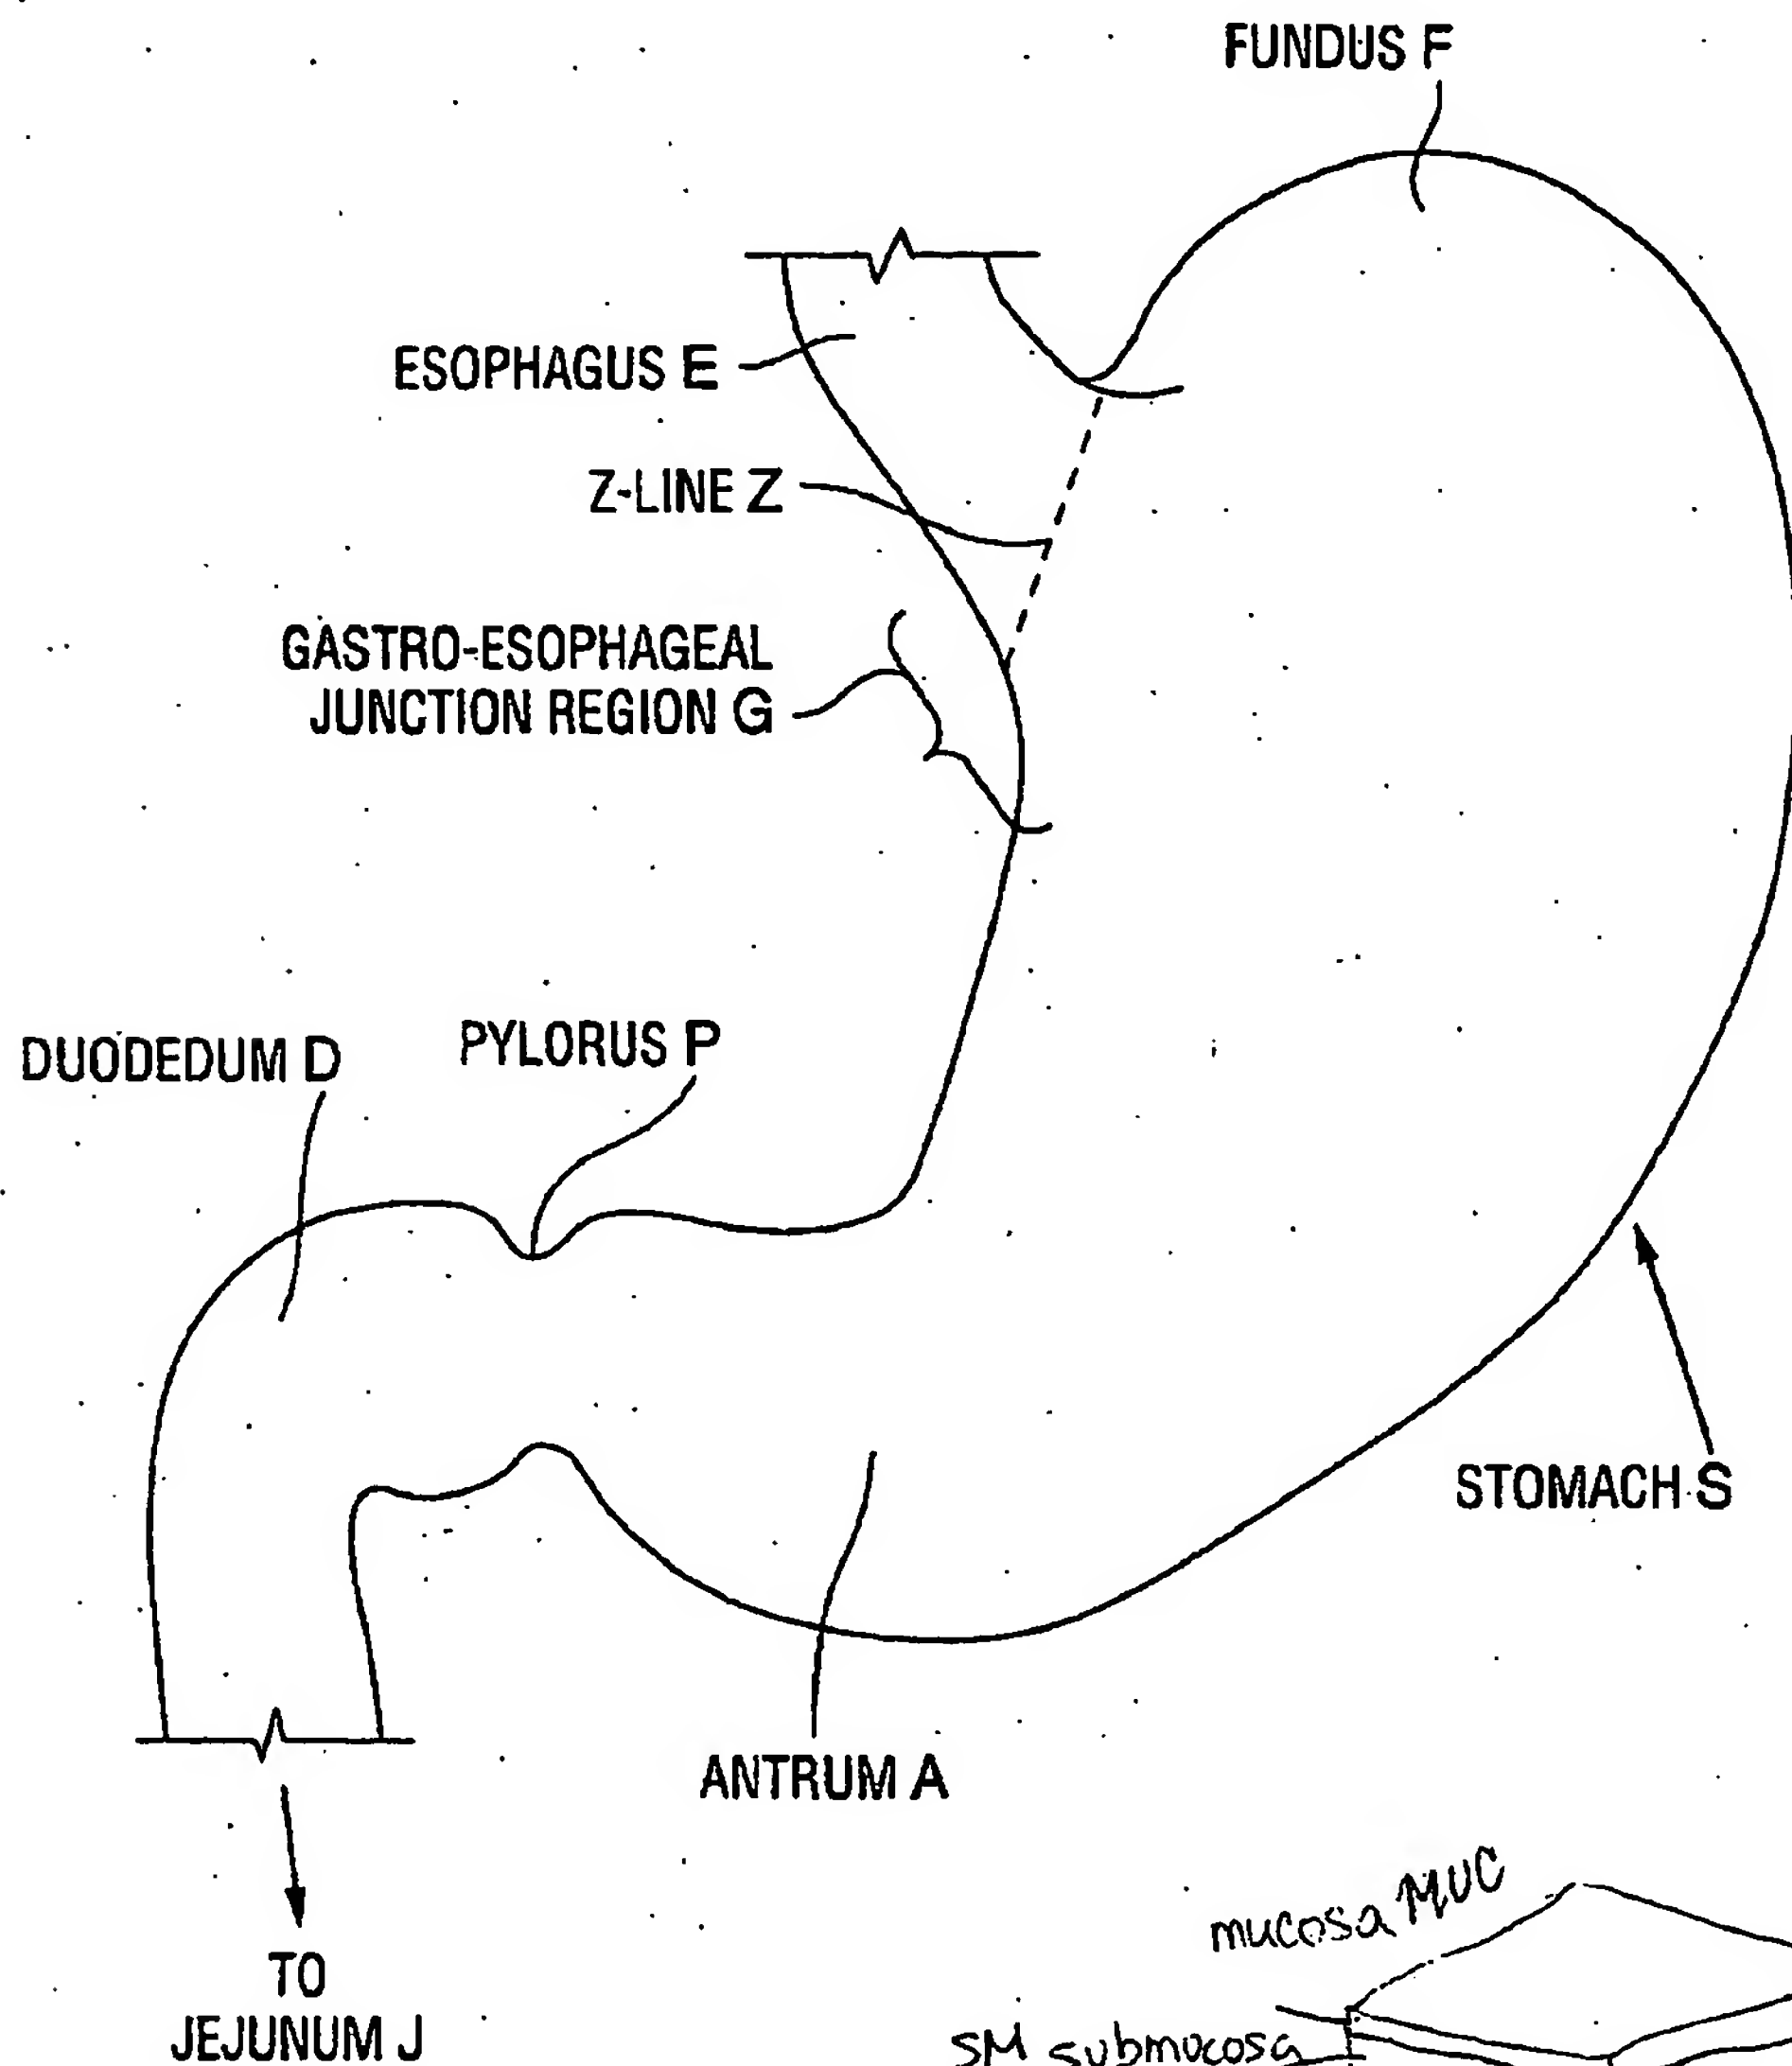 FUNDUS F
ESOPHAGUS E
Z-LINE Z
GASTRO-ESOPHAGEAL
JUNCTION REGION G
DUODEDUM D
PYLORUS P
STOMACH S
ANTRUM A
TO
JEJUNUM J
mucosa MUC
SM submucosa